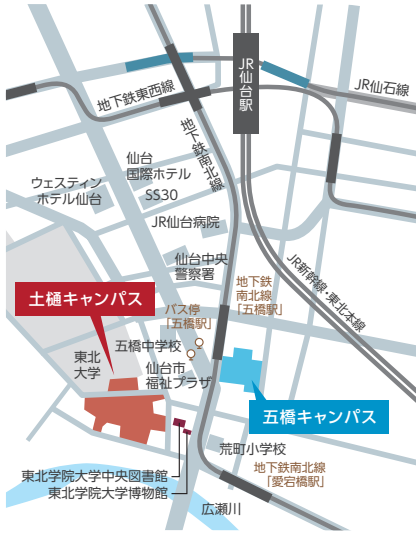 JR仙台駅
JR仙石線
地下鉄東西線
地下鉄南北線
仙台
国際ホテル
SS30
ウェスティン
ホテル仙台
JR仙台病院
仙台中央
警察署
JR新幹線・東北本線
地下鉄
南北線
「五橋駅」
土樋キャンパス
バス停
「五橋駅」
五橋中学校
東北
大学
仙台市
福祉プラザ
五橋キャンパス
荒町小学校
東北学院大学中央図書館
東北学院大学博物館
地下鉄南北線
「愛宕橋駅」
広瀬川